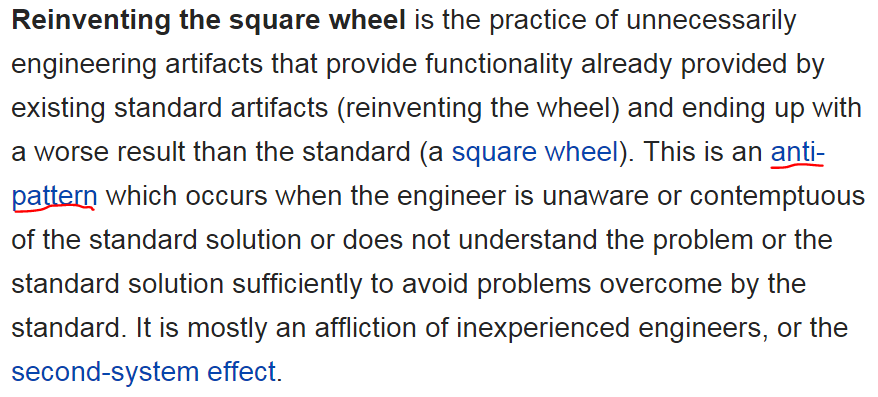 Reinventing the square wheel is the practice of unnecessarily
engineering artifacts that provide functionality already provided by
existing standard artifacts (reinventing the wheel) and ending up with
a worse result than the standard (a square wheel). This is an anti-
pattern which occurs when the engineer is unaware or contemptuous
of the standard solution or does not understand the problem or the
standard solution sufficiently to avoid problems overcome by the
standard. It is mostly an affliction of inexperienced engineers, or the
second-system effect.